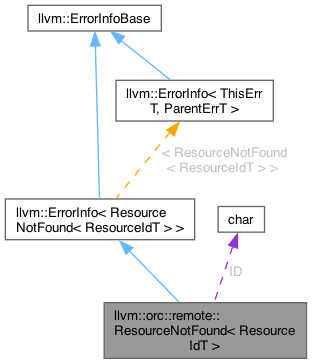 llvm::ErrorInfoBase
llvm::ErrorInfo< ThisErr
T, ParentErrT >
< ResourceNotFound
< ResourceIdT > >
llvm::ErrorInfo< Resource
NotFound< ResourceIdT > >
char
ID
llvm::orc::remote::
ResourceNotFound< Resource
IdT >